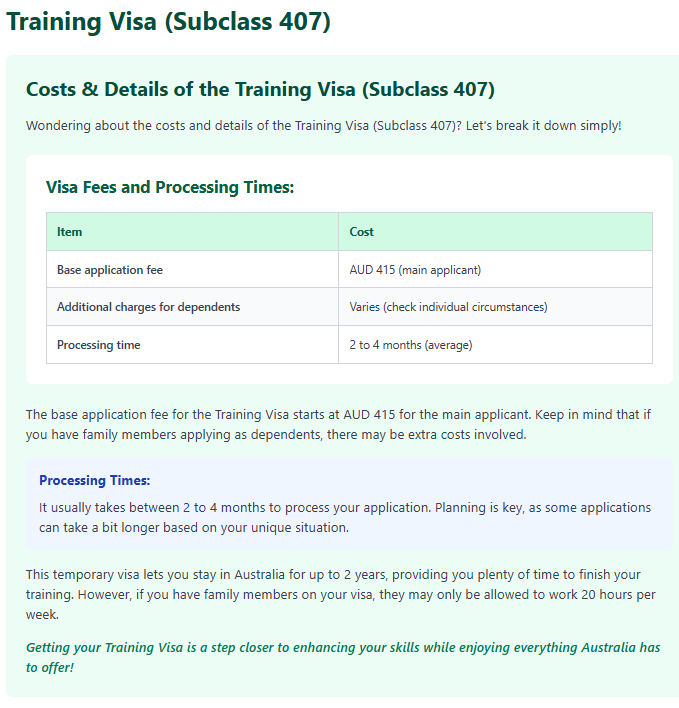 Training Visa (Subclass 407)
Costs & Details of the Training Visa (Subclass 407)
Wondering about the costs and details of the Training Visa (Subclass 407)? Let's break it down simply!
Visa Fees and Processing Times:
Item Cost
Base application fee AUD 415 (main applicant)
Additional charges for dependents Varies (check individual circumstances)
Processing time 2 to 4 months (average)
The base application fee for the Training Visa starts at AUD 415 for the main applicant. Keep in mind that if
you have family members applying as dependents, there may be extra costs involved.
Processing Times:
It usually takes between 2 to 4 months to process your application. Planning is key, as some applications
can take a bit longer based on your unique situation.
This temporary visa lets you stay in Australia for up to 2 years, providing you plenty of time to finish your
training. However, if you have family members on your visa, they may only be allowed to work 20 hours per
week.
Getting your Training Visa is a step closer to enhancing your skills while enjoying everything Australia has
to offer!